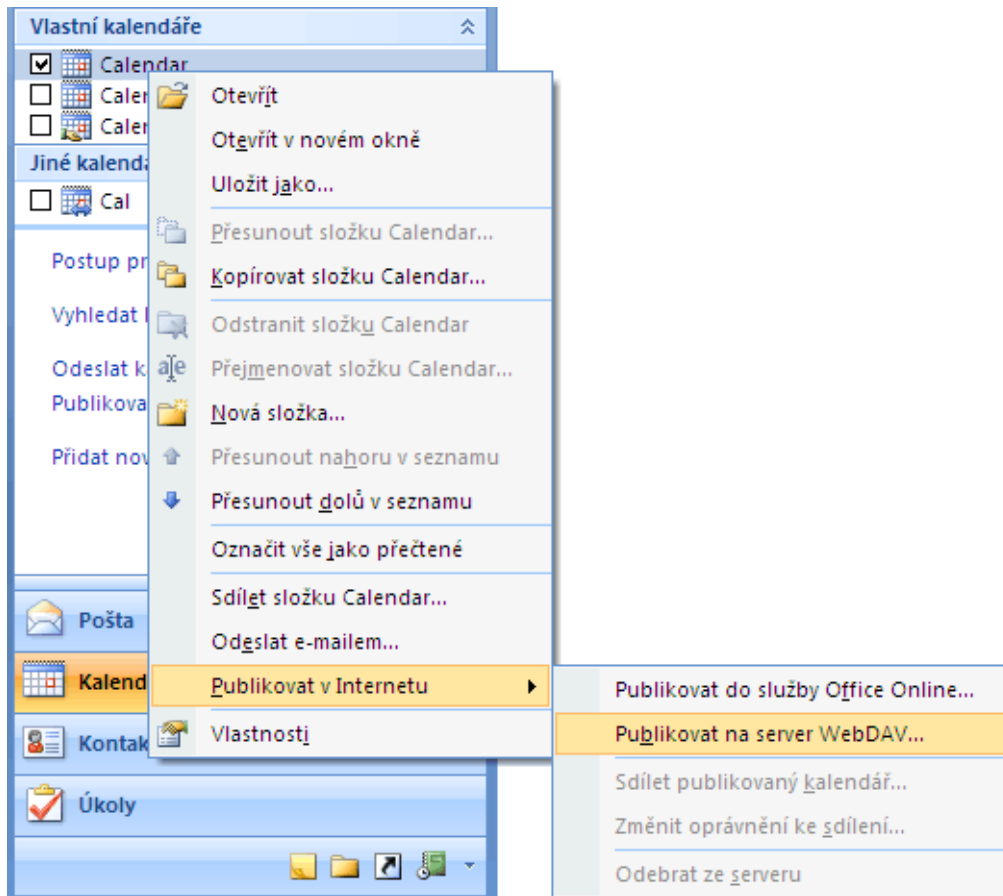 Vlastní kalendáře
Calendar
Caler
Caler
Jiné kalend
Cal
Postup pr
Vyhledat
Odeslat k
Publikova
Přidat nov
Otevřít
Otevřít v novém okně
Uložit jako...
Přesunout složku Calendar...
Kopírovat složku Calendar...
Odstranit složku Calendar
Přejmenovat složku Calendar...
Nová složka...
Přesunout nahoru v seznamu
Přesunout dolů v seznamu
Označit vše jako přečtené
Sdílet složku Calendar...
Odeslat e-mailem...
Publikovat v Internetu
Vlastnosti
Publikovat do služby Office Online...
Publikovat na server WebDAV...
Sdílet publikovaný kalendář...
Změnit oprávnění ke sdílení...
Odebrat ze serveru
Pošta
Kalend
Kontak
Úkoly